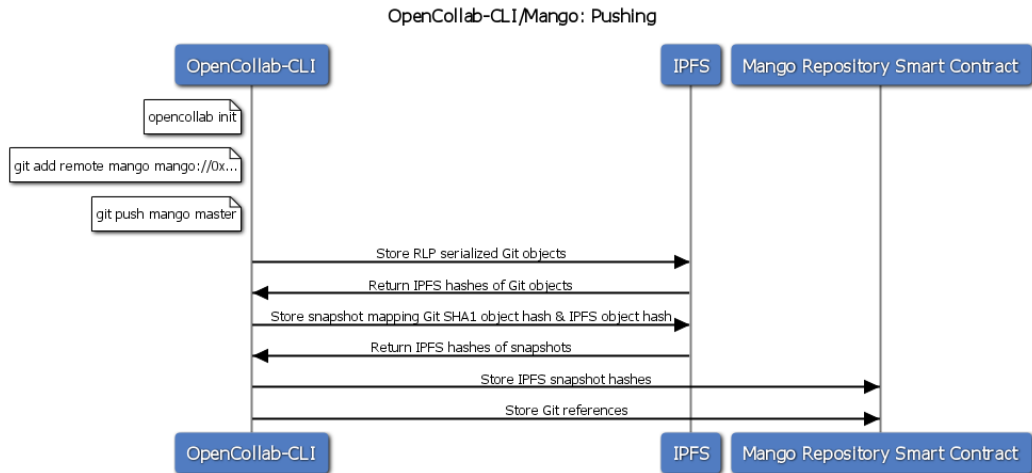 OpenCollab-CLI/Mango: Pushing
OpenCollab-CLI
IPFS
Mango Repository Smart Contract
opencollab init
git add remote mango mango://0x...
git push mango master
Store RLP serialized Git objects
Return IPFS hashes of Git objects
Store snapshot mapping Git SHA1 object hash & IPFS object hash
Return IPFS hashes of snapshots
Store IPFS snapshot hashes
Store Git references
OpenCollab-CLI
IPFS
Mango Repository Smart Contract